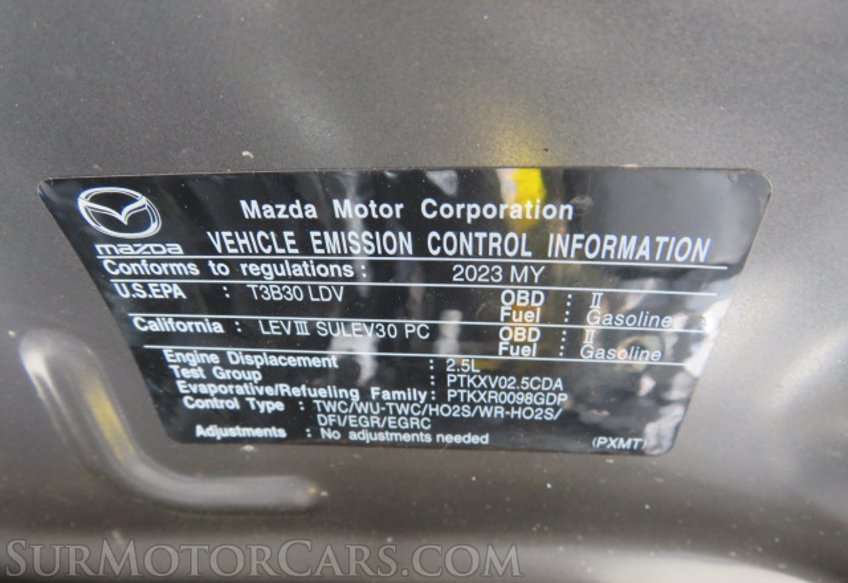 Mazda Motor Corporation
mazda
VEHICLE EMISSION CONTROL INFORMATION
Conforms to regulations : 2023 MY
U.S.EPA : T3B30 LDV OBD : II
Fuel : Gasoline
California : LEV III SULEV30 PC OBD : II
Fuel : Gasoline
Engine Displacement : 2.5L
Test Group : PTKXV02.5CDA
Evaporative/Refueling Family: PTKXR0098GDP
Control Type : TWC/WU-TWC/HO2S/WR-HO2S/
DFI/EGR/EGRC
Adjustments : No adjustments needed
(PXMT)
SURMOTORCARS.COM